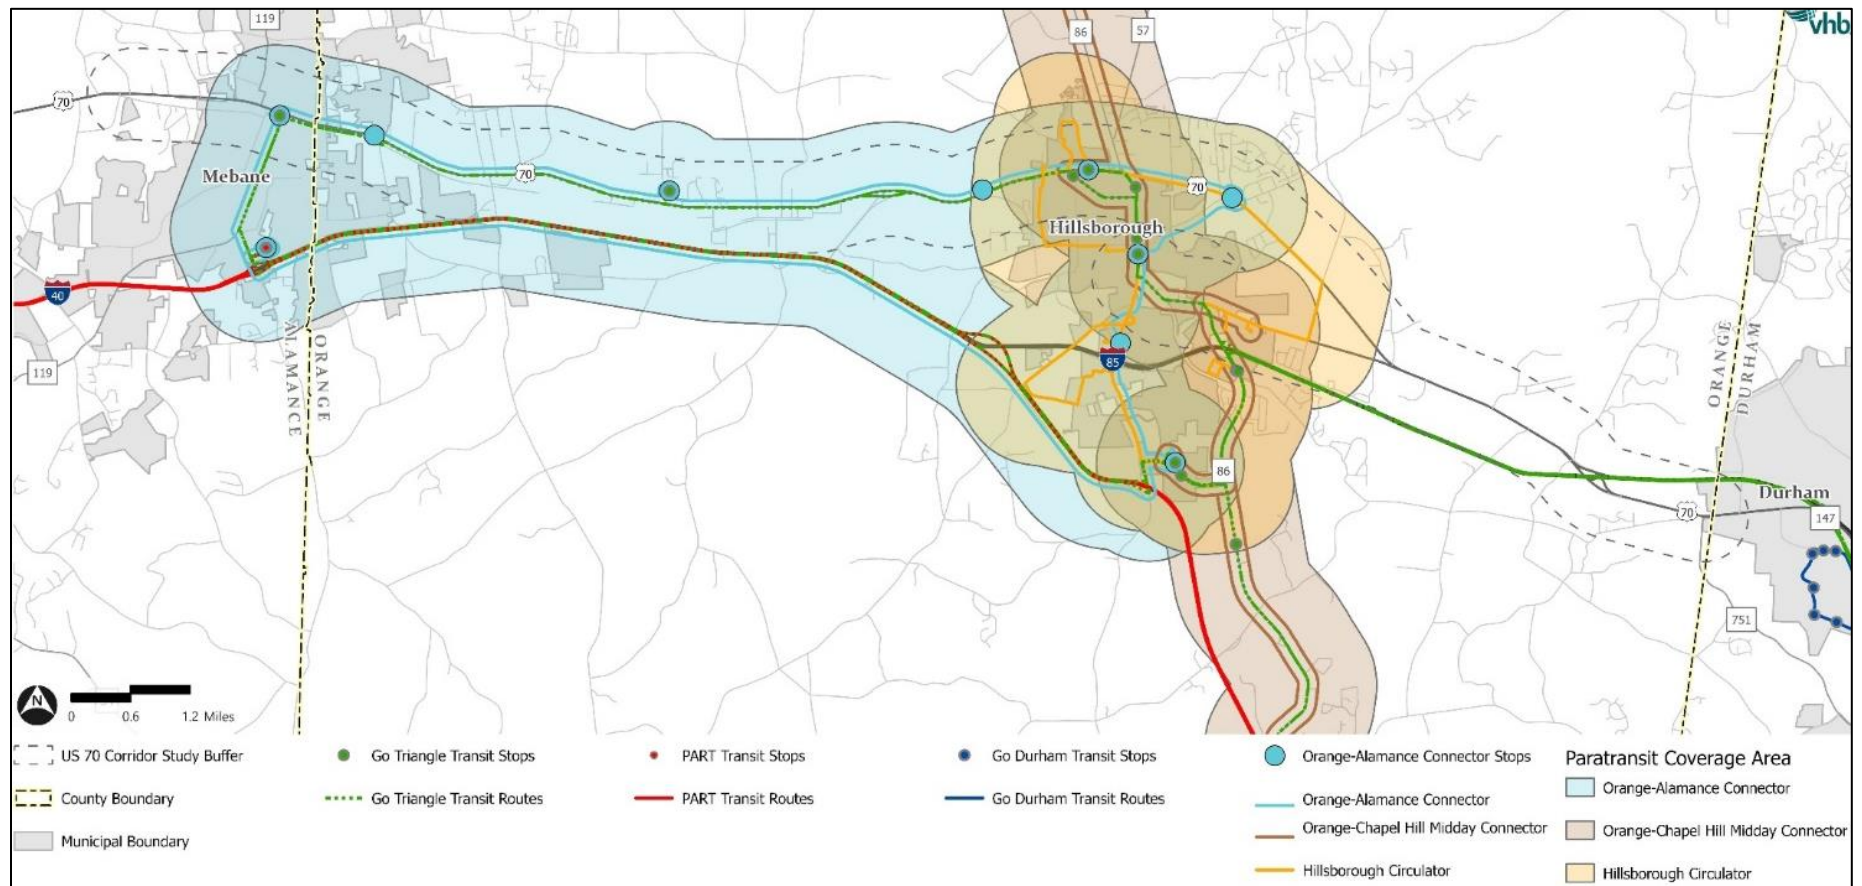 119
86
57
vhb
70
Mebane
70
70
Hillsborough
40
ALAMANCE
ORANGE
119
85
ORANGE
DURHAM
86
70
Durham
147
751
N
0 0.6 1.2 Miles
US 70 Corridor Study Buffer
County Boundary
Municipal Boundary
Go Triangle Transit Stops
Go Triangle Transit Routes
PART Transit Stops
PART Transit Routes
Go Durham Transit Stops
Go Durham Transit Routes
Orange-Alamance Connector Stops
Orange-Alamance Connector
Orange-Chapel Hill Midday Connector
Hillsborough Circulator
Paratransit Coverage Area
Orange-Alamance Connector
Orange-Chapel Hill Midday Connector
Hillsborough Circulator